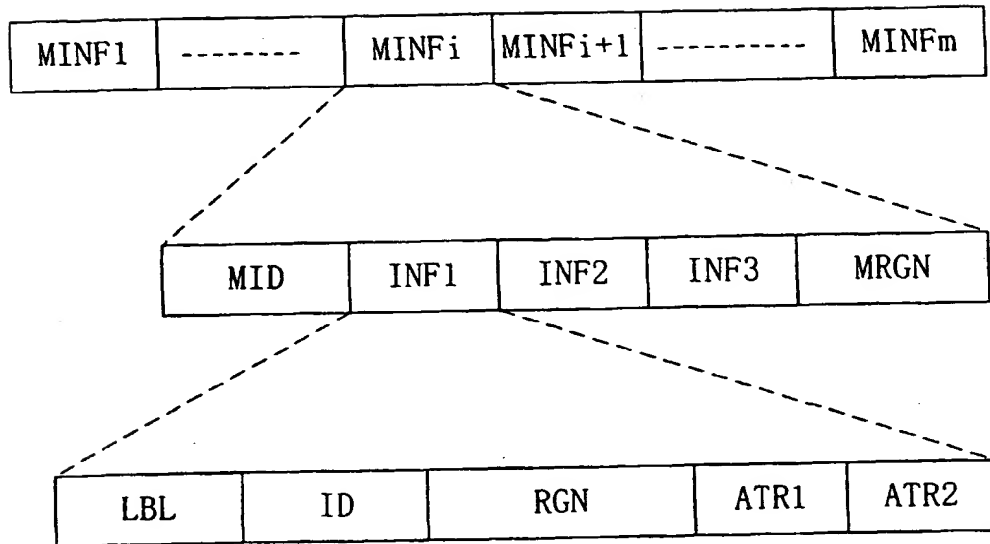 MINF1 -------- MINFi MINFi+1 ---------- MINFm
MID INF1 INF2 INF3 MRGN
LBL ID RGN ATR1 ATR2